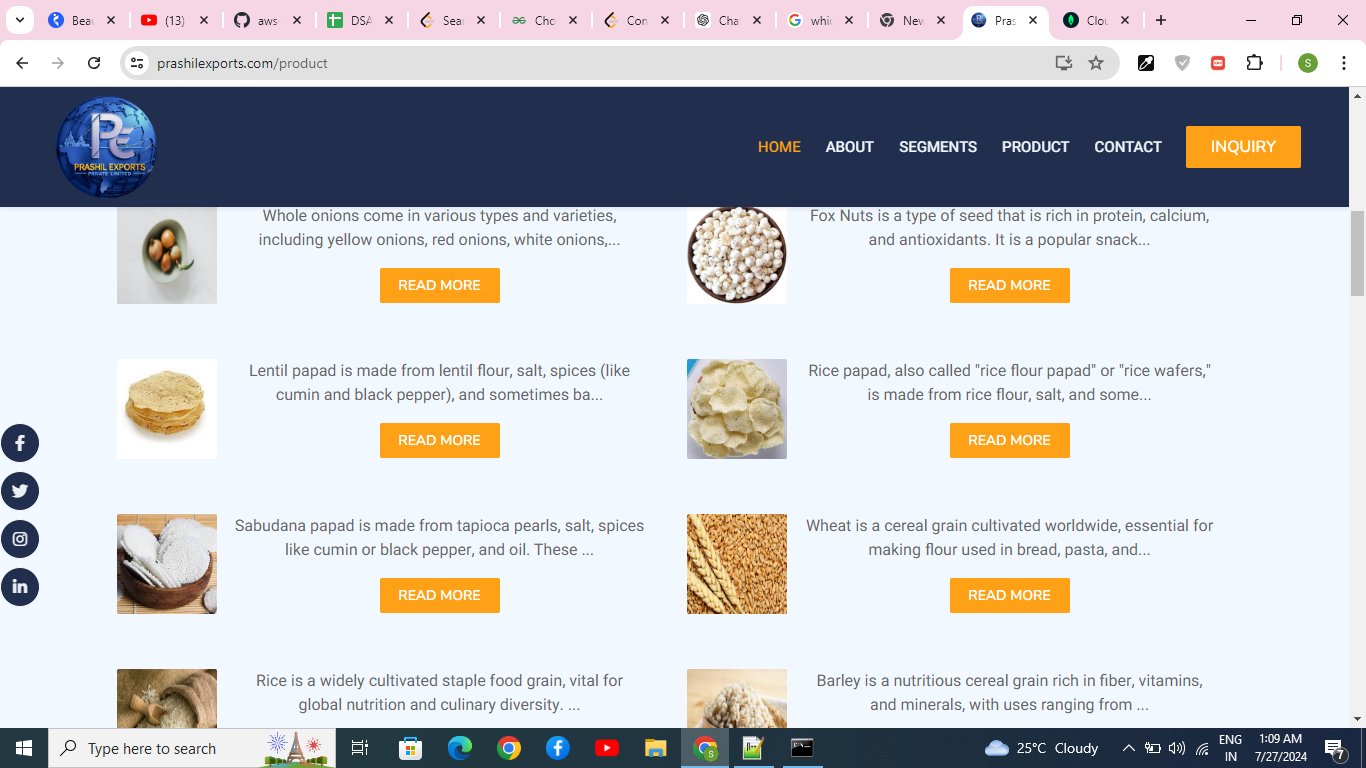 Beau
(13)
aws-
DSA
Sear
Cho
Con
Cha
whic
New
Pras
Clou
prashilexports.com/product
PE
PRASHIL EXPORTS
PRIVATE LIMITED
HOME ABOUT SEGMENTS PRODUCT CONTACT INQUIRY
Whole onions come in various types and varieties,
including yellow onions, red onions, white onions,...
READ MORE
Fox Nuts is a type of seed that is rich in protein, calcium,
and antioxidants. It is a popular snack...
READ MORE
Lentil papad is made from lentil flour, salt, spices (like
cumin and black pepper), and sometimes ba...
READ MORE
Rice papad, also called "rice flour papad" or "rice wafers,"
is made from rice flour, salt, and some...
READ MORE
Sabudana papad is made from tapioca pearls, salt, spices
like cumin or black pepper, and oil. These ...
READ MORE
Wheat is a cereal grain cultivated worldwide, essential for
making flour used in bread, pasta, and...
READ MORE
Rice is a widely cultivated staple food grain, vital for
global nutrition and culinary diversity. ...
Barley is a nutritious cereal grain rich in fiber, vitamins,
and minerals, with uses ranging from ...
Type here to search
25°C Cloudy
ENG
IN
1:09 AM
7/27/2024
7
S